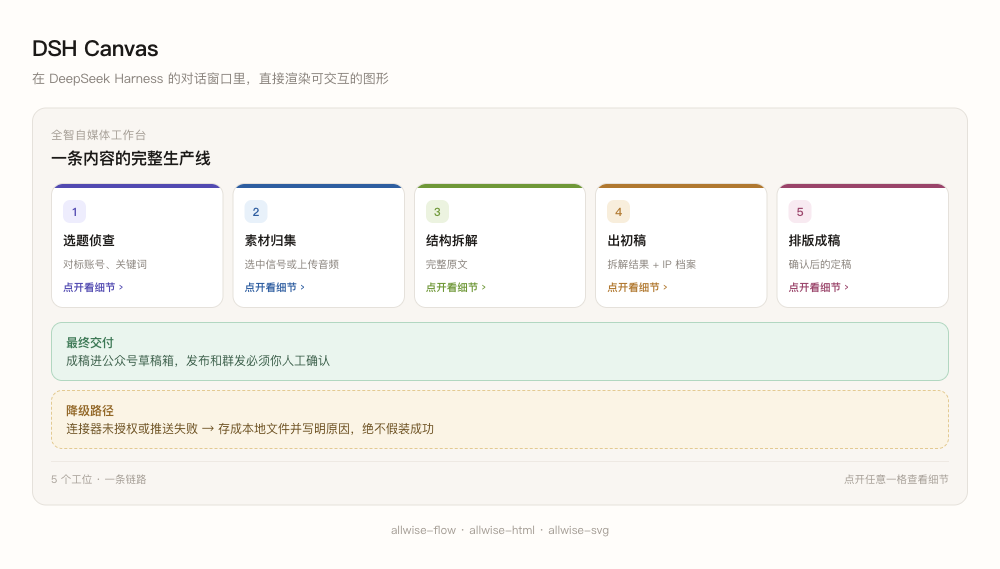 DSH Canvas
在 DeepSeek Harness 的对话窗口里，直接渲染可交互的图形
全智自媒体工作台
一条内容的完整生产线
1
选题侦查
对标账号、关键词
点开看细节 ›
2
素材归集
选中信号或上传音频
点开看细节 ›
3
结构拆解
完整原文
点开看细节 ›
4
出初稿
拆解结果 + IP 档案
点开看细节 ›
5
排版成稿
确认后的定稿
点开看细节 ›
最终交付
成稿进公众号草稿箱，发布和群发必须你人工确认
降级路径
连接器未授权或推送失败 → 存成本地文件并写明原因，绝不假装成功
5 个工位 · 一条链路
点开任意一格查看细节
allwise-flow · allwise-html · allwise-svg